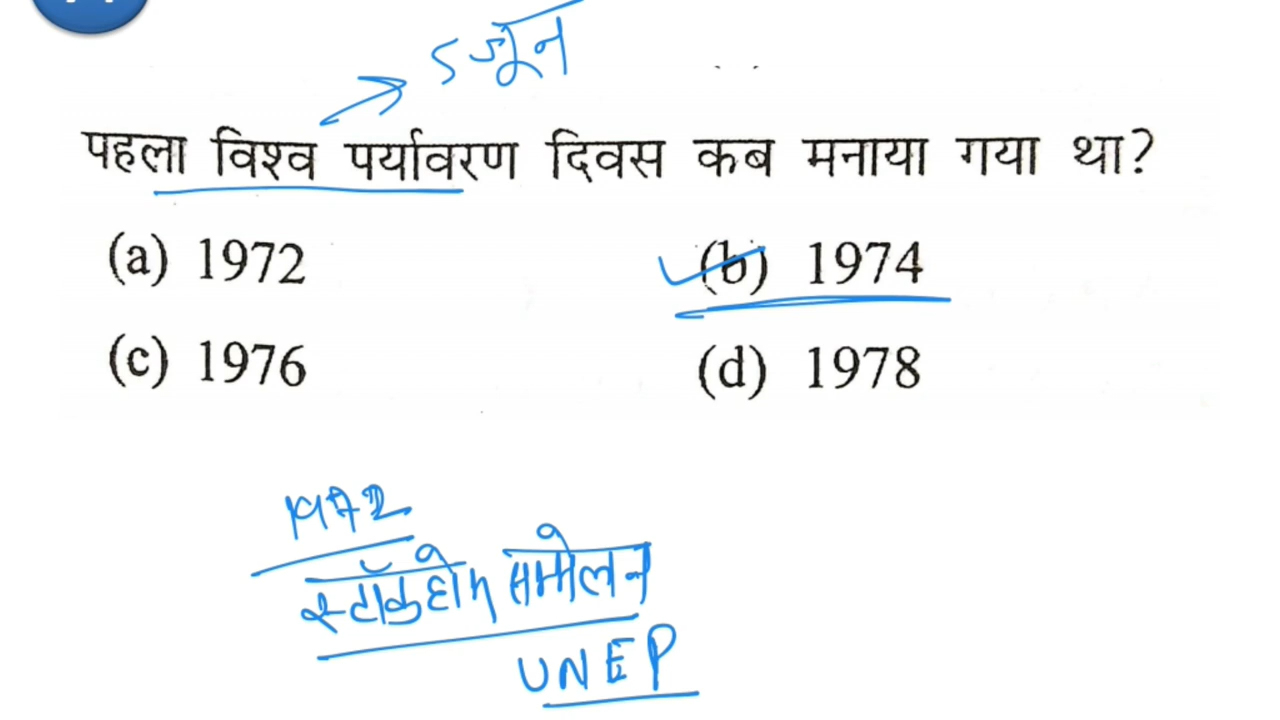 5 जून
पहला विश्व पर्यावरण दिवस कब मनाया गया था?
(a) 1972
(b) 1974
(c) 1976
(d) 1978
1972
स्टॉकहोम सम्मेलन
UNEP